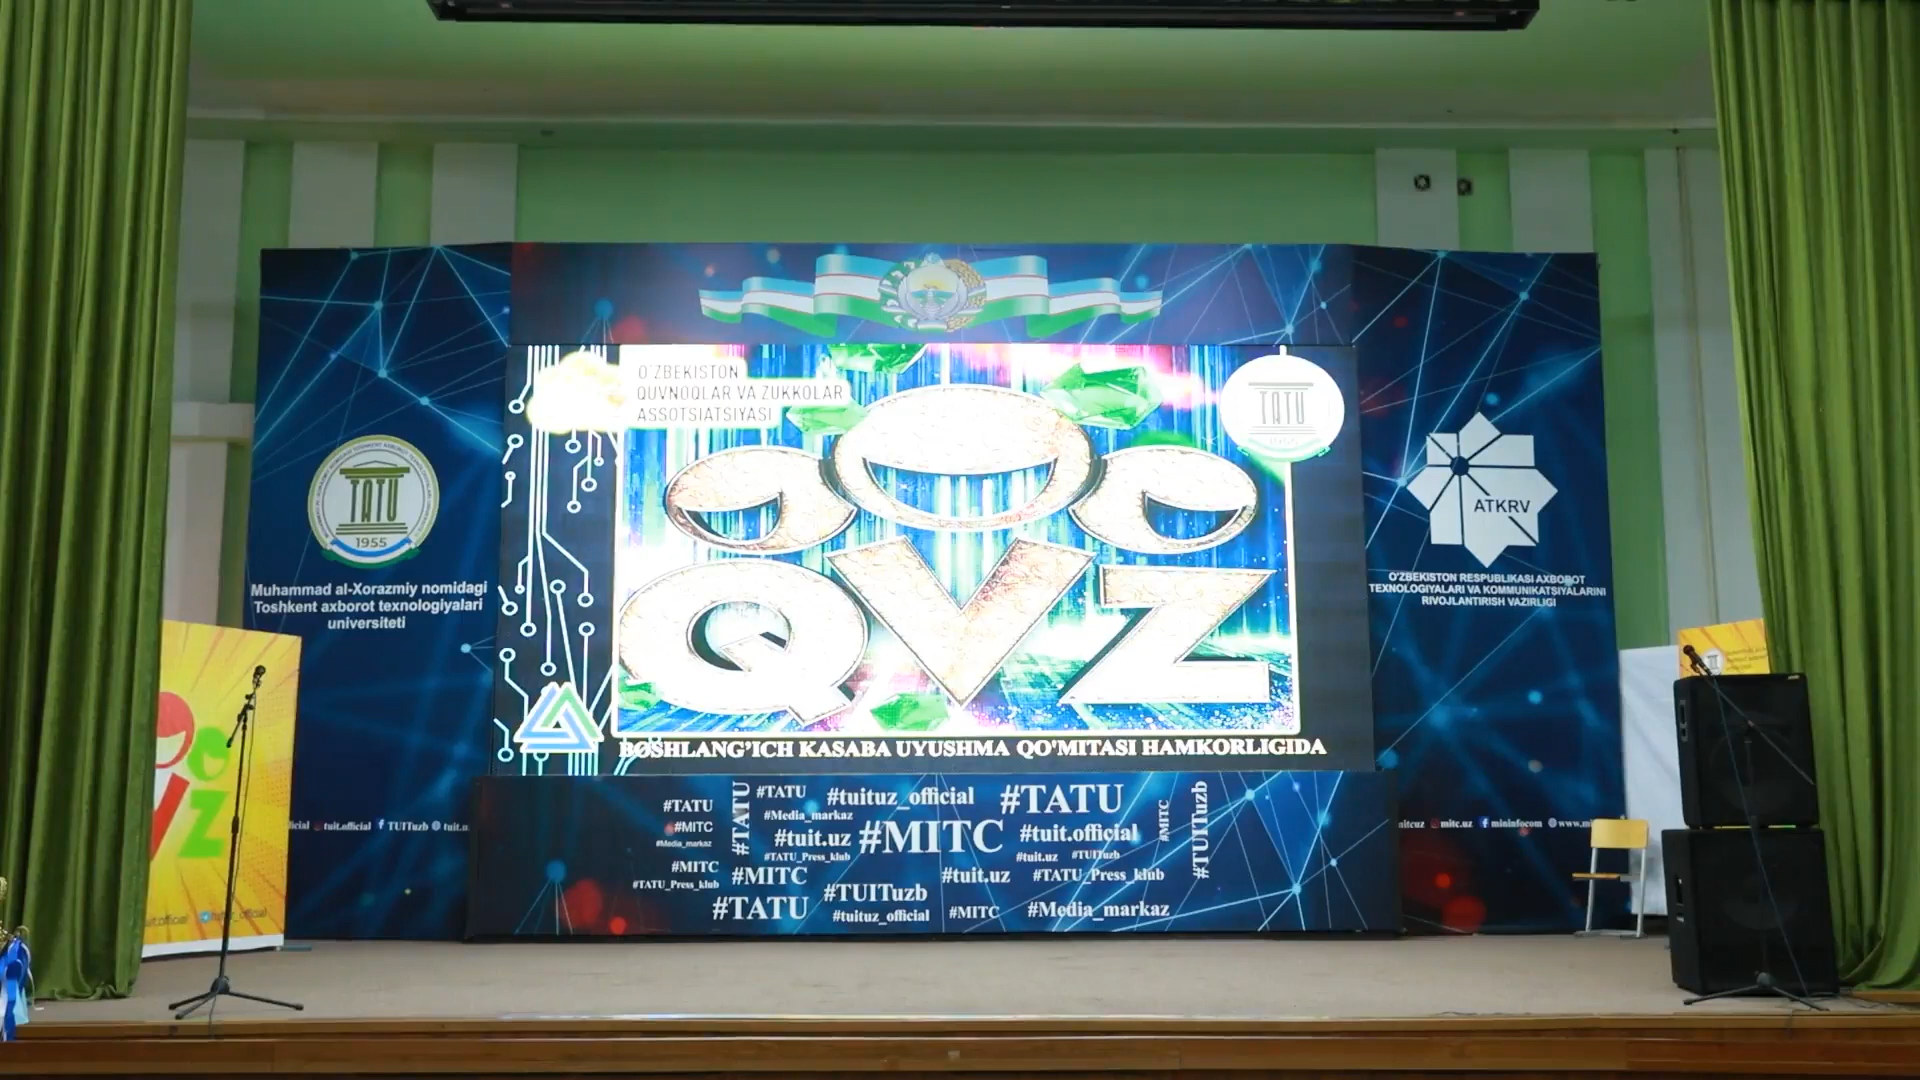 O'ZBEKISTON
QUVNOQLAR VA ZUKKOLAR
ASSOTSIATSIYASI
TATU
1955
QVZ
BOSHLANG'ICH KASABA UYUSHMA QO'MITASI HAMKORLIGIDA
TATU
1955
Muhammad al-Xorazmiy nomidagi
Toshkent axborot texnologiyalari
universiteti
ATKRV
O'ZBEKISTON RESPUBLIKASI AXBOROT
TEXNOLOGIYALARI VA KOMMUNIKATSIYALARINI
RIVOJLANTIRISH VAZIRLIGI
tuit.official TUITuzb
mitc.uz mininfocom
#TATU
#MITC
#Media_markaz
#TATU
#TATU
#tuituz_official
#TATU
#Media_markaz
#tuit.uz
#MITC
#tuit.official
#MITC
#TUITuzb
#TATU_Press_klub
#tuit.uz
#TUITuzb
#MITC
#MITC
#tuit.uz
#TATU_Press_klub
#TATU_Press_klub
#TUITuzb
#TATU
#tuituz_official
#MITC
#Media_markaz